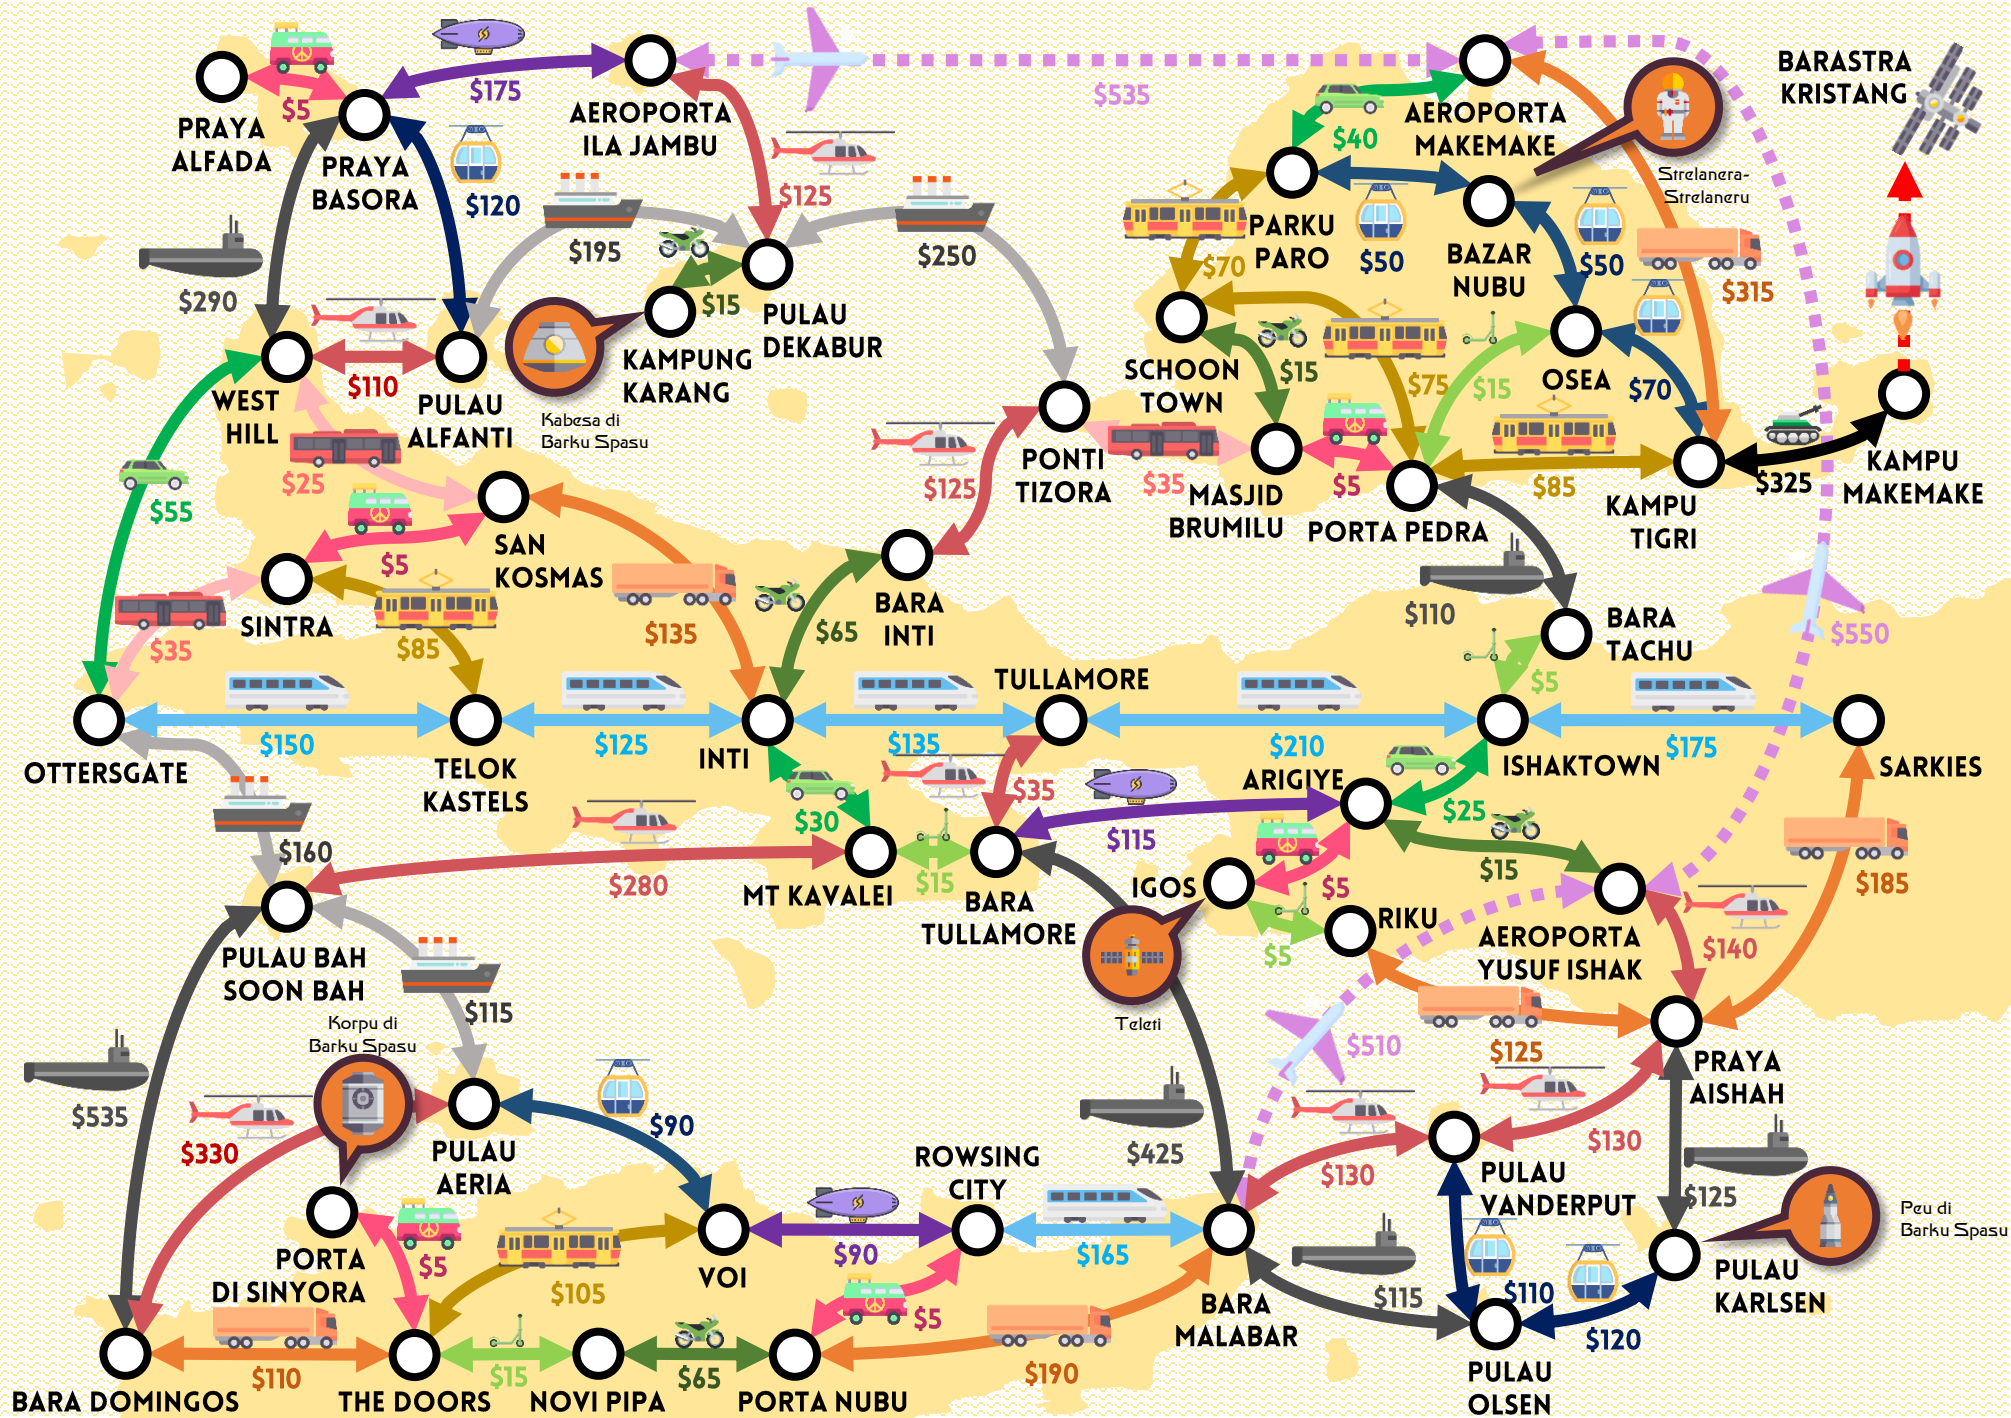 $175
$535
BARASTRA
KRISTANG
$5
PRAYA
ALFADA
PRAYA
BASORA
AEROPORTA
ILA JAMBU
AEROPORTA
MAKEMAKE
$40
$120
$125
$195
$250
PARKU
PARO
$50
BAZAR
NUBU
$50
Strelanera-
Strelaneru
$70
$315
$290
$15
PULAU
DEKABUR
KAMPUNG
KARANG
Kabesa di
Barku Spasu
$110
WEST
HILL
PULAU
ALFANTI
SCHOON
TOWN
$15
$75
$15
OSEA
$70
$25
$55
PONTI
TIZORA
$125
$35
MASJID
BRUMILU
$5
PORTA PEDRA
$85
KAMPU
TIGRI
$325
KAMPU
MAKEMAKE
SAN
KOSMAS
$5
SINTRA
$35
$85
$135
$65
BARA
INTI
$110
BARA
TACHU
$5
$550
OTTERSGATE
$150
TELOK
KASTELS
$125
INTI
$135
TULLAMORE
$210
ISHAKTOWN
$175
SARKIES
$160
$280
$30
MT KAVALEI
$15
$35
BARA
TULLAMORE
$115
ARIGIYE
$25
$15
$5
IGOS
RIKU
$5
AEROPORTA
YUSUF ISHAK
$140
$185
PULAU BAH
SOON BAH
$115
Korpu di
Barku Spasu
Teleti
$510
$125
PRAYA
AISHAH
$535
$330
PULAU
AERIA
$90
$425
$130
$130
PULAU
VANDERPUT
$125
Peu di
Barku Spasu
PULAU
KARLSEN
PORTA
DI SINYORA
$5
$105
VOI
$90
ROWSING
CITY
$165
$5
BARA
MALABAR
$115
$110
$120
PULAU
OLSEN
BARA DOMINGOS
$110
THE DOORS
$15
NOVI PIPA
$65
PORTA NUBU
$190